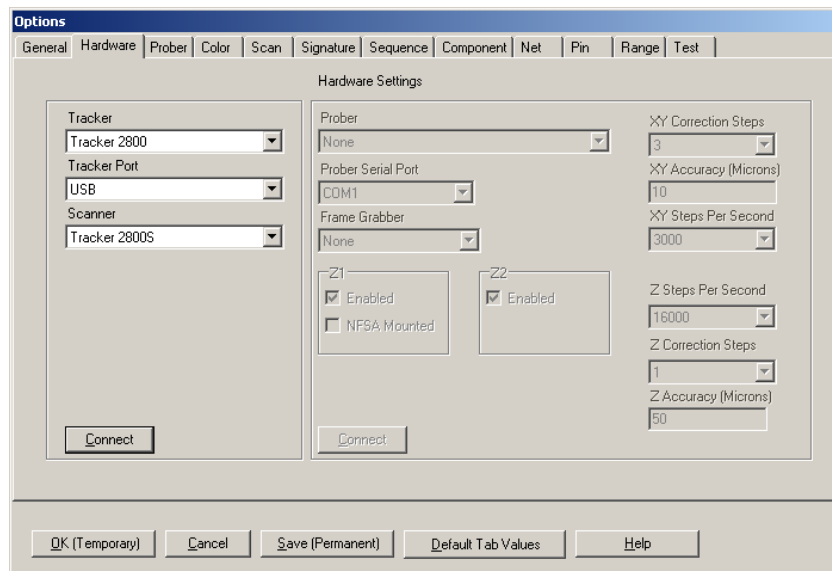 Options
General Hardware Prober Color Scan Signature Sequence Component Net Pin Range Test
Hardware Settings
Tracker
Tracker 2800
Tracker Port
USB
Scanner
Tracker 2800S
Connect
Prober
None
Prober Serial Port
COM1
Frame Grabber
None
Z1
Enabled
NFSA Mounted
Z2
Enabled
Connect
XY Correction Steps
3
XY Accuracy (Microns)
10
XY Steps Per Second
3000
Z Steps Per Second
16000
Z Correction Steps
1
Z Accuracy (Microns)
50
OK (Temporary) Cancel Save (Permanent) Default Tab Values Help